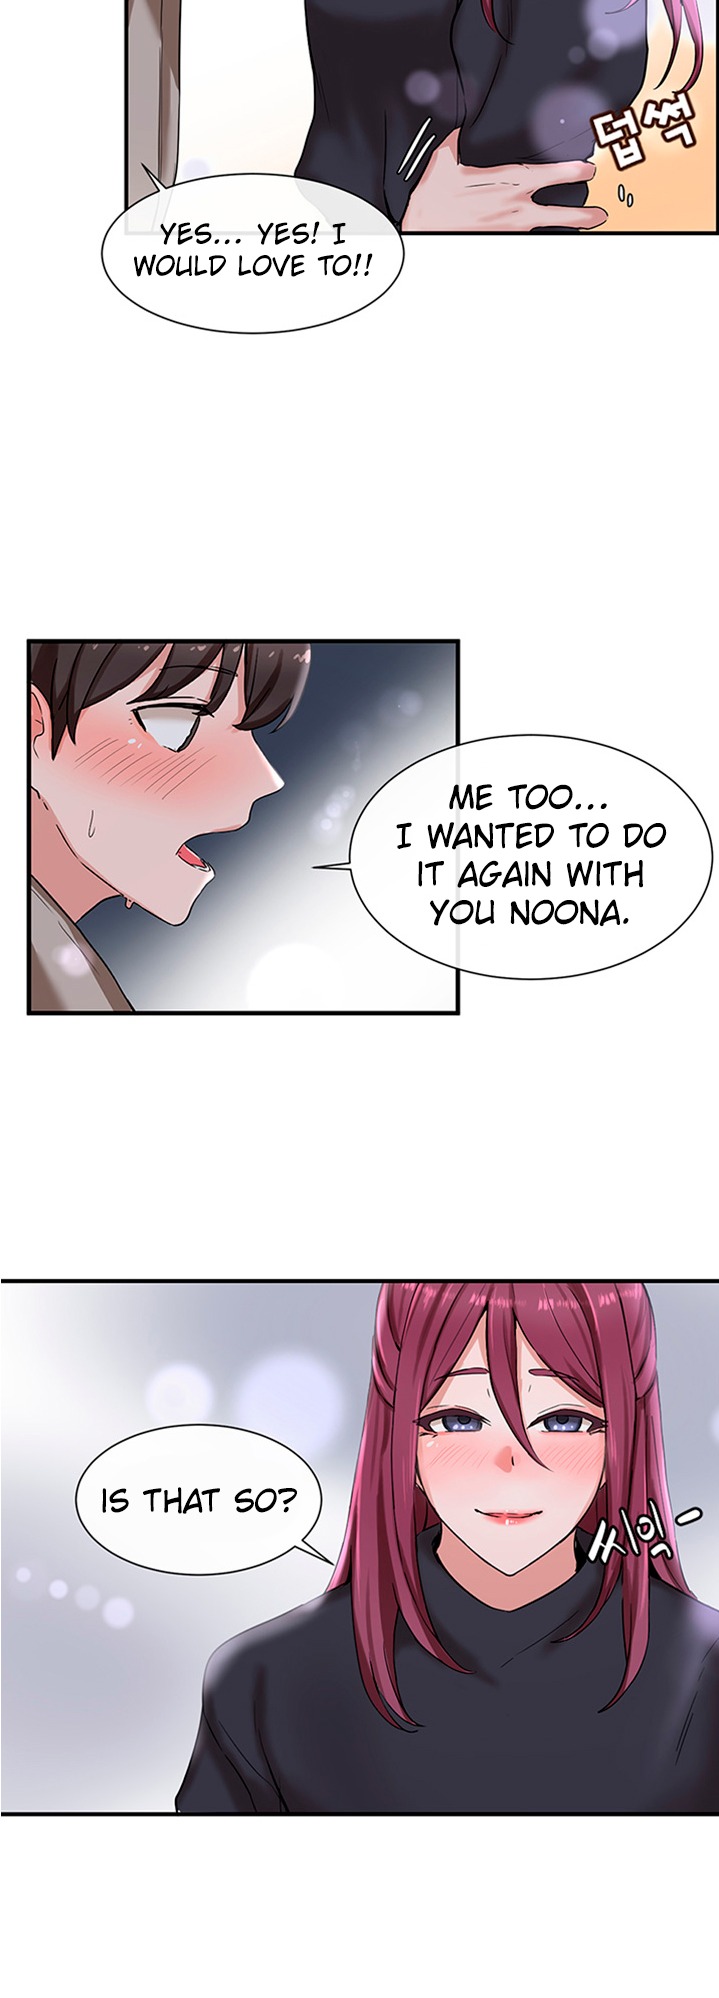 덥썩
YES... YES! I
WOULD LOVE TO!!
ME TOO...
I WANTED TO DO
IT AGAIN WITH
YOU NOONA.
IS THAT SO?
씨익-